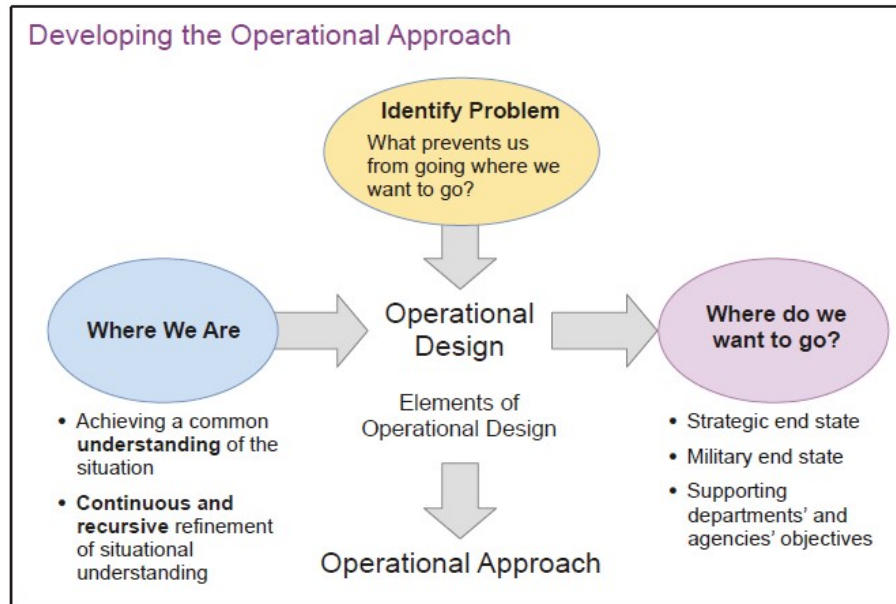 Developing the Operational Approach
Identify Problem
What prevents us
from going where we
want to go?
Where We Are
Operational
Design
Where do we
want to go?
• Achieving a common
understanding of the
situation
• Continuous and
recursive refinement
of situational
understanding
Elements of
Operational Design
• Strategic end state
• Military end state
• Supporting
departments' and
agencies' objectives
Operational Approach